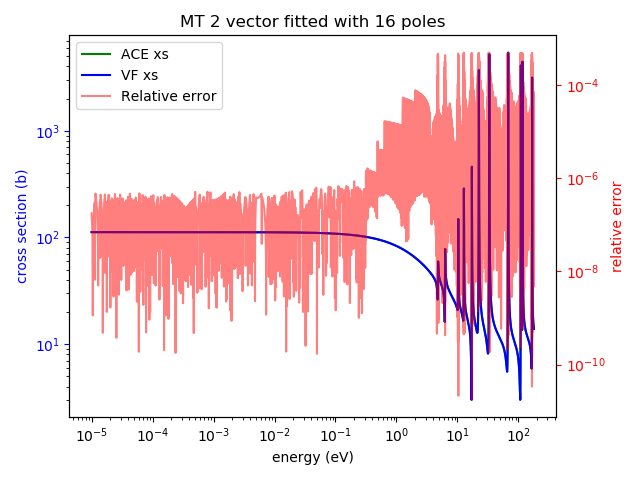 MT 2 vector fitted with 16 poles
ACE xs
VF xs
Relative error
cross section (b)
10³
10²
10¹
10⁻⁴
10⁻⁶
10⁻⁸
10⁻¹⁰
relative error
10⁻⁵ 10⁻⁴ 10⁻³ 10⁻² 10⁻¹ 10⁰ 10¹ 10²
energy (eV)